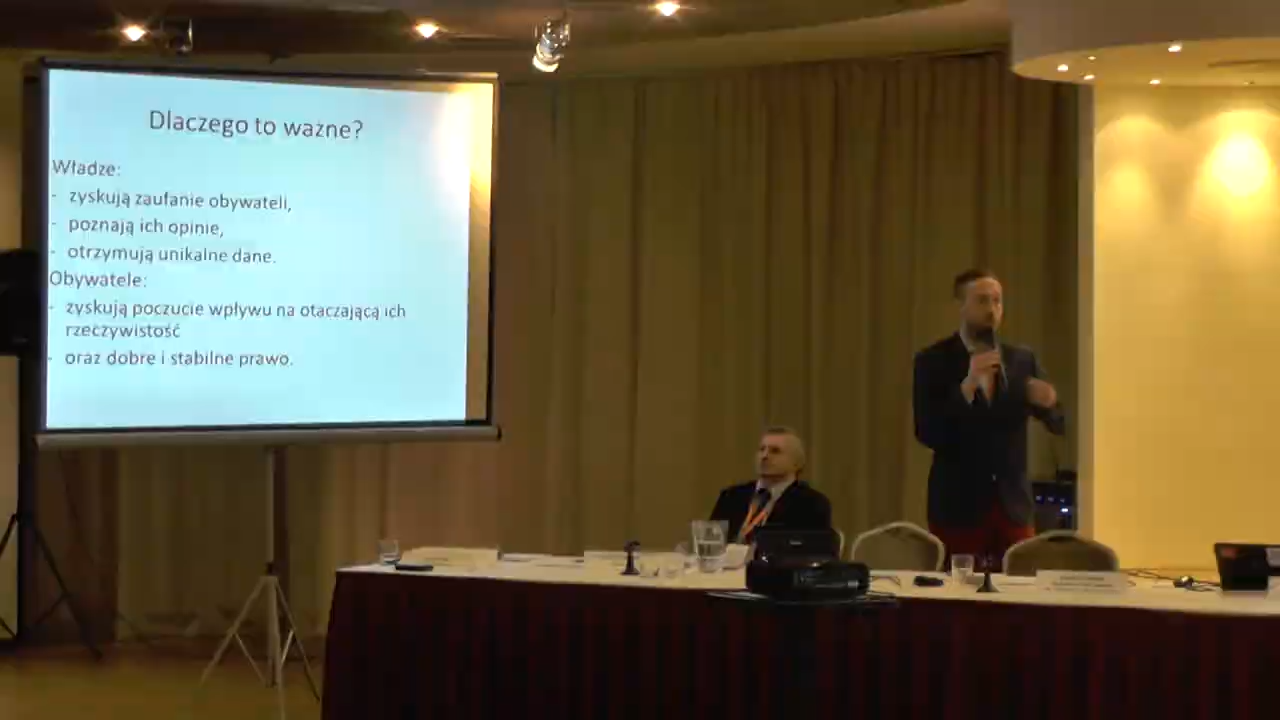 Dlaczego to ważne?
Władze:
- zyskują zaufanie obywateli,
- poznają ich opinie,
- otrzymują unikalne dane.
Obywatele:
- zyskują poczucie wpływu na otaczającą ich
rzeczywistość
- oraz dobre i stabilne prawo.